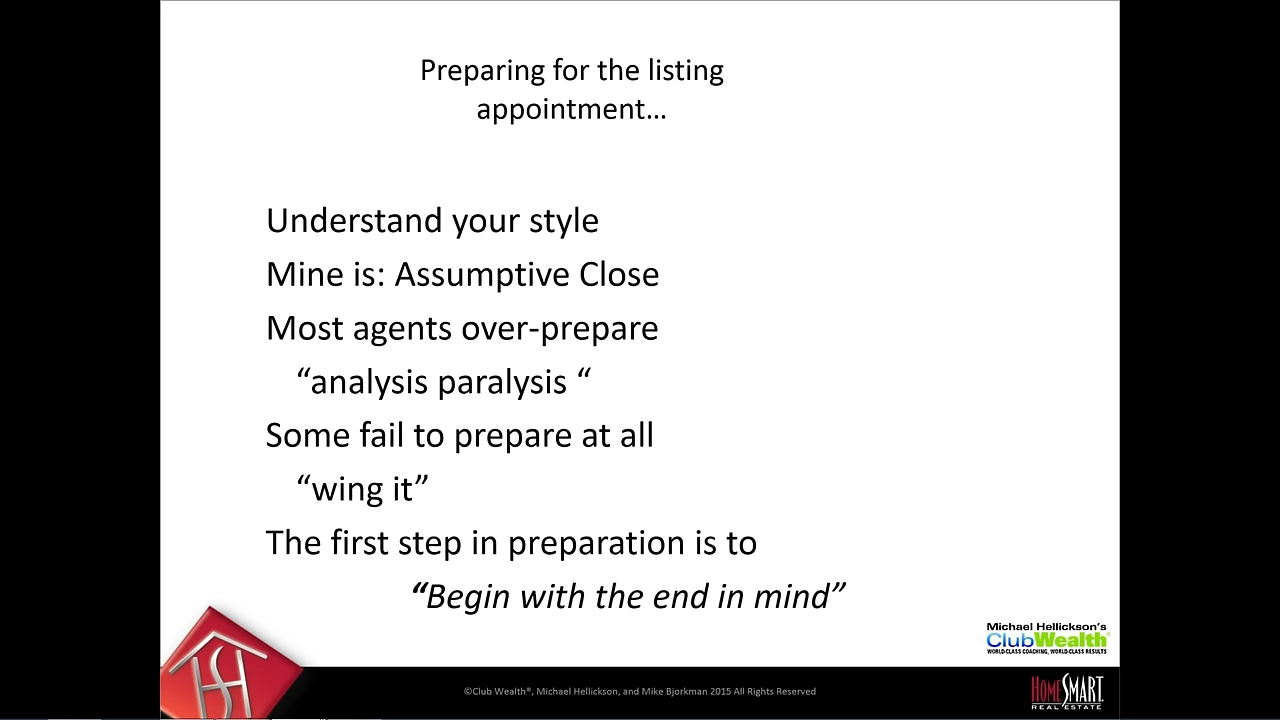 Preparing for the listing
appointment…
Understand your style
Mine is: Assumptive Close
Most agents over-prepare
“analysis paralysis “
Some fail to prepare at all
“wing it”
The first step in preparation is to
“Begin with the end in mind”
Michael Hellickson's
ClubWealth®
WORLD-CLASS COACHING, WORLD-CLASS RESULTS
HS
©Club Wealth®, Michael Hellickson, and Mike Bjorkman 2015 All Rights Reserved
HOMESMART
REAL ESTATE